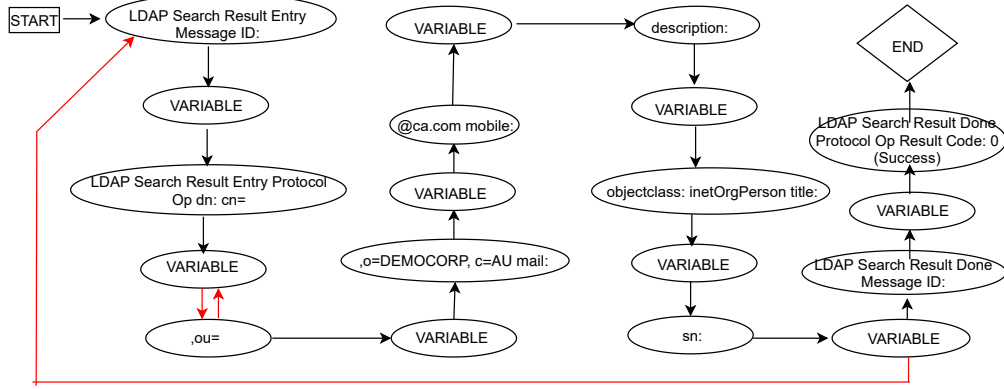 START
LDAP Search Result Entry
Message ID:
VARIABLE
LDAP Search Result Entry Protocol
Op dn: cn=
VARIABLE
,ou=
VARIABLE
,o=DEMOCORP, c=AU mail:
VARIABLE
@ca.com mobile:
VARIABLE
description:
VARIABLE
objectclass: inetOrgPerson title:
VARIABLE
sn:
VARIABLE
LDAP Search Result Done
Message ID:
VARIABLE
LDAP Search Result Done
Protocol Op Result Code: 0
(Success)
END